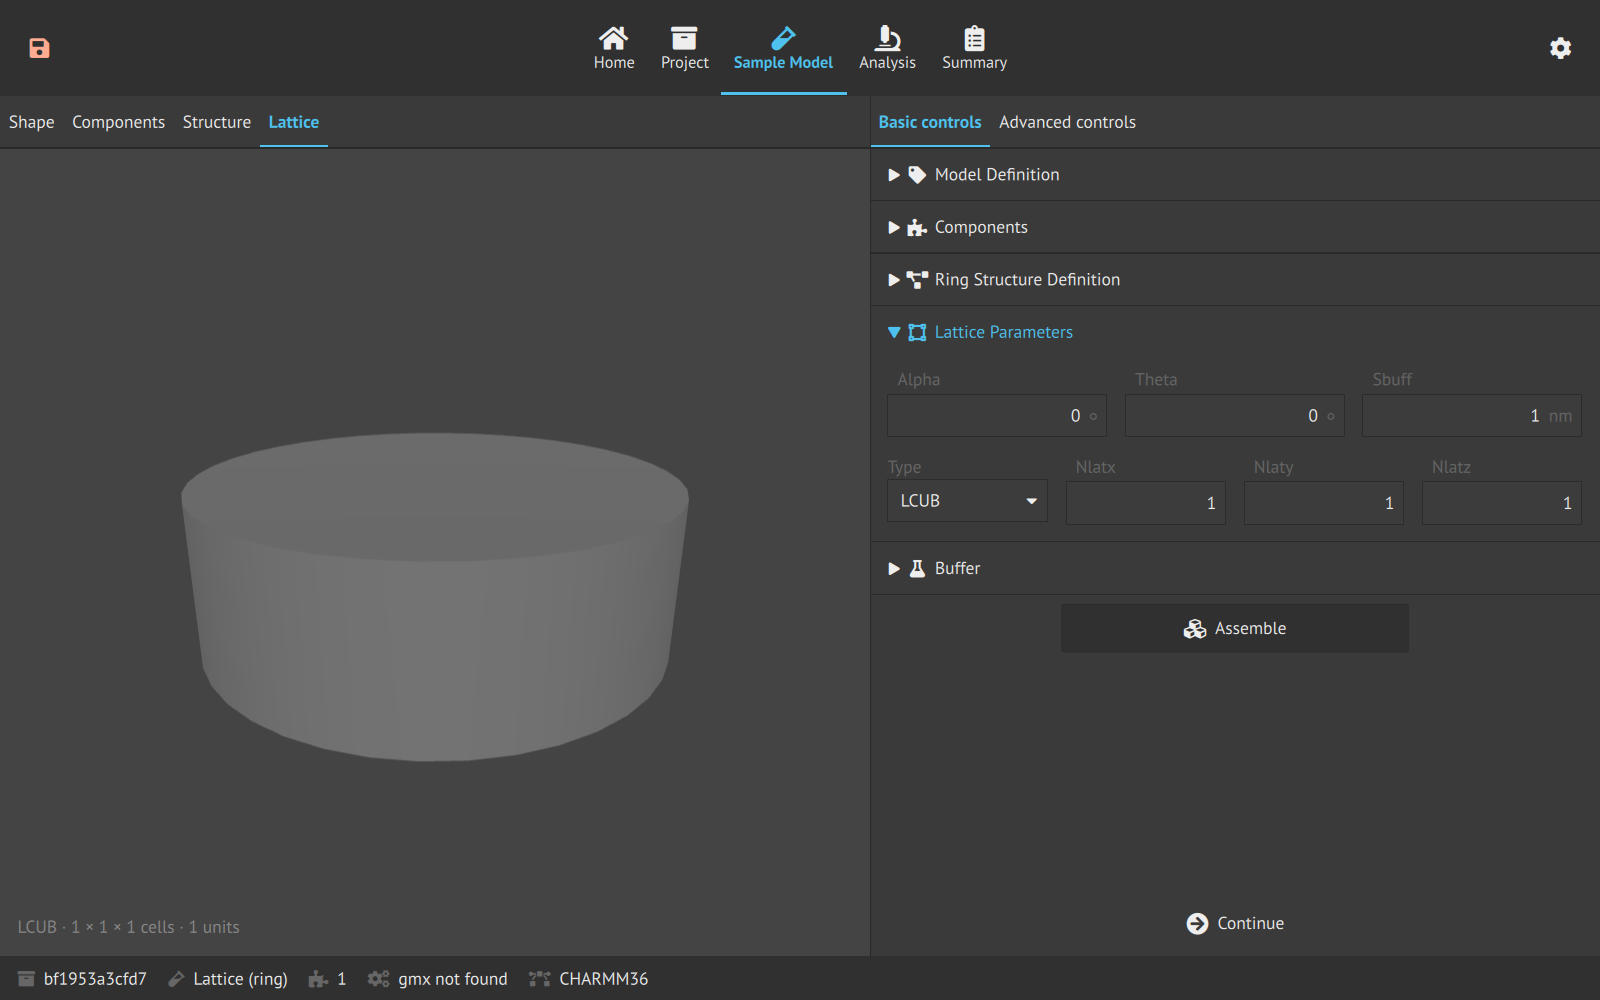 Home
Project
Sample Model
Analysis
Summary
Shape
Components
Structure
Lattice
Basic controls
Advanced controls
Model Definition
Components
Ring Structure Definition
Lattice Parameters
Alpha
Theta
Sbuff
0 °
0 °
1 nm
Type
Nlatx
Nlaty
Nlatz
LCUB
1
1
1
Buffer
Assemble
Continue
LCUB · 1 × 1 × 1 cells · 1 units
bf1953a3cfd7
Lattice (ring)
1
gmx not found
CHARMM36